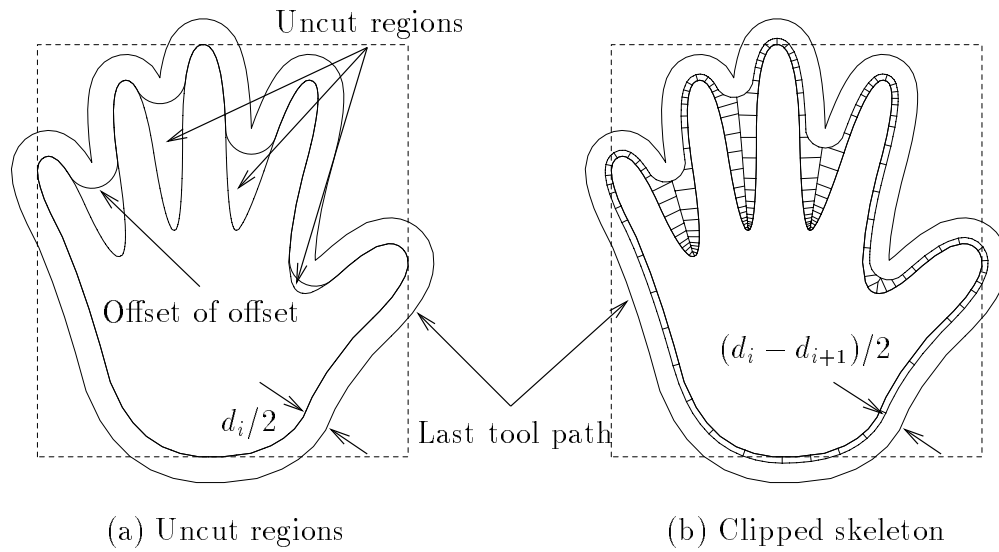 Uncut regions
Offset of offset
(d_i − d_{i+1})/2
d_i/2
Last tool path
(a) Uncut regions
(b) Clipped skeleton